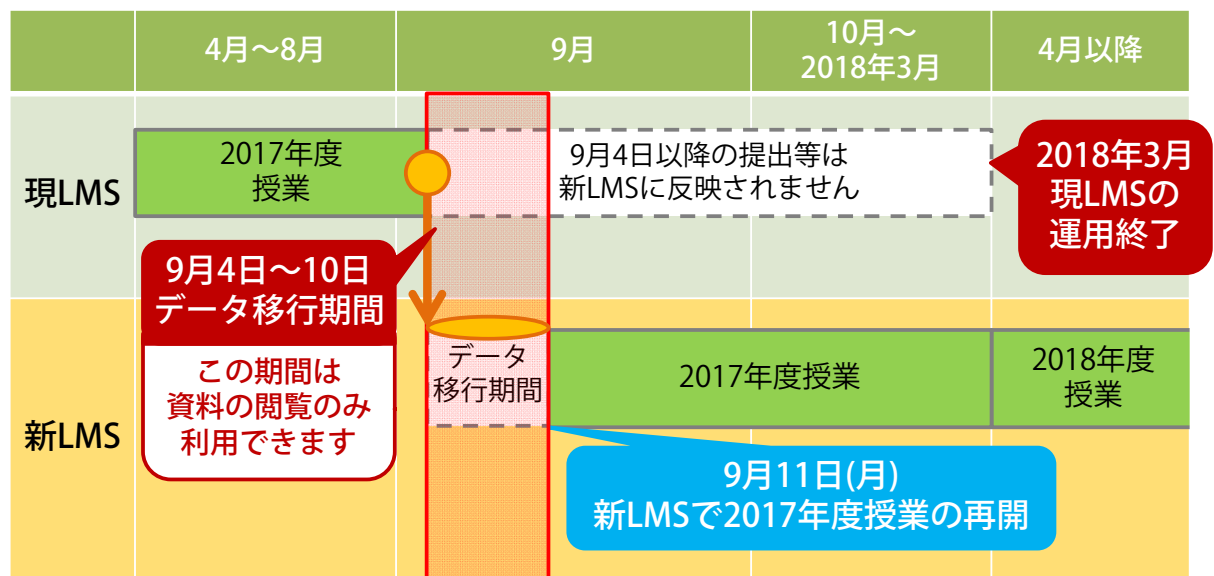 4月～8月
9月
10月～
2018年3月
4月以降
現LMS
2017年度
授業
9月4日以降の提出等は
新LMSに反映されません
2018年3月
現LMSの
運用終了
9月4日～10日
データ移行期間
この期間は
資料の閲覧のみ
利用できます
新LMS
データ
移行期間
2017年度授業
2018年度
授業
9月11日(月)
新LMSで2017年度授業の再開